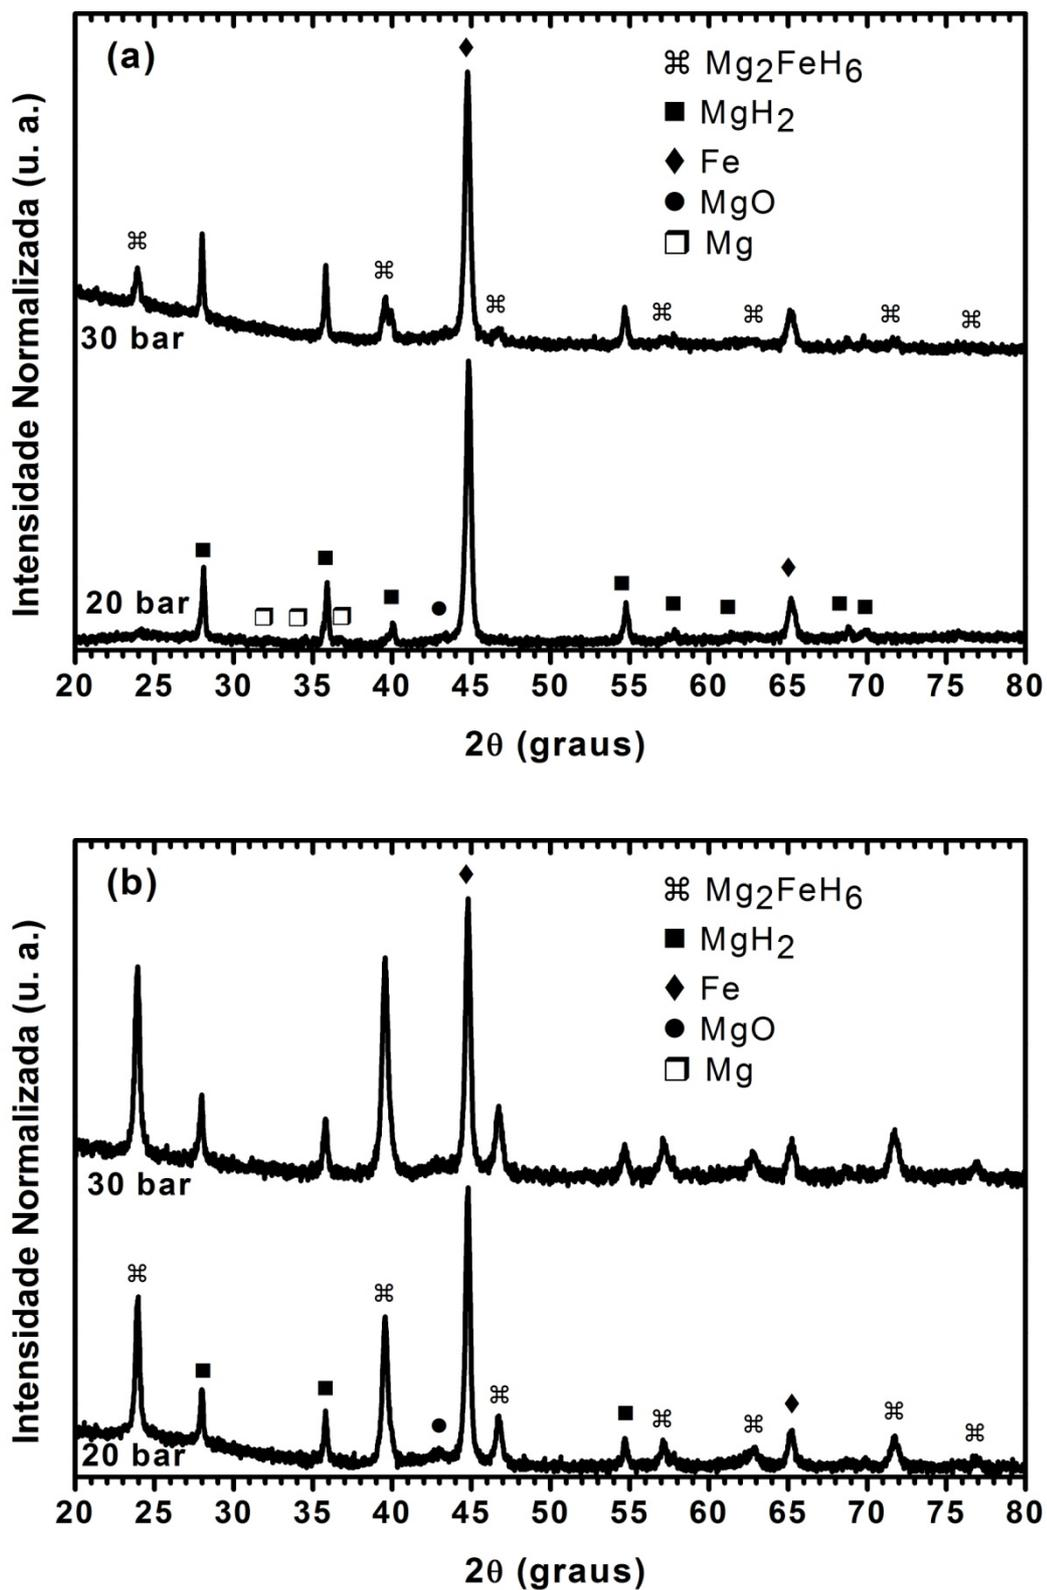 (a)
⌘ Mg2FeH6
■ MgH2
◆ Fe
● MgO
❒ Mg
Intensidade Normalizada (u. a.)
30 bar
20 bar
20 25 30 35 40 45 50 55 60 65 70 75 80
2θ (graus)
(b)
⌘ Mg2FeH6
■ MgH2
◆ Fe
● MgO
❒ Mg
Intensidade Normalizada (u. a.)
30 bar
20 bar
20 25 30 35 40 45 50 55 60 65 70 75 80
2θ (graus)